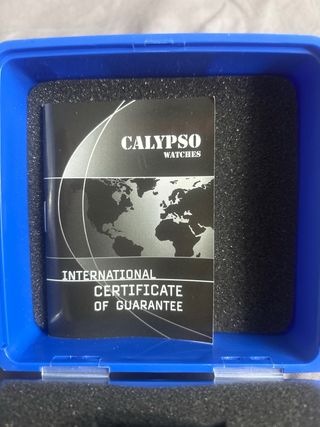 CALYPSO
WATCHES
INTERNATIONAL
CERTIFICATE
OF GUARANTEE